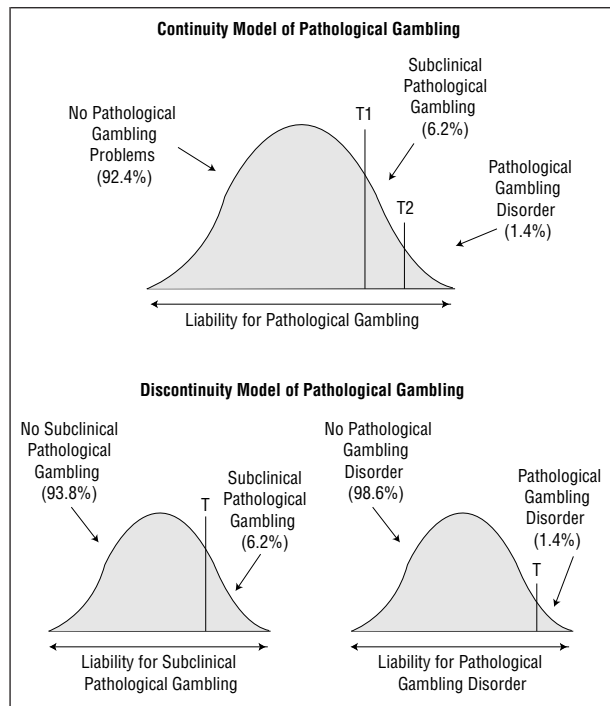 Continuity Model of Pathological Gambling
No Pathological
Gambling
Problems
(92.4%)
T1
Subclinical
Pathological
Gambling
(6.2%)
T2
Pathological
Gambling
Disorder
(1.4%)
Liability for Pathological Gambling
Discontinuity Model of Pathological Gambling
No Subclinical
Pathological
Gambling
(93.8%)
T
Subclinical
Pathological
Gambling
(6.2%)
Liability for Subclinical
Pathological Gambling
No Pathological
Gambling
Disorder
(98.6%)
Pathological
Gambling
Disorder
(1.4%)
T
Liability for Pathological
Gambling Disorder